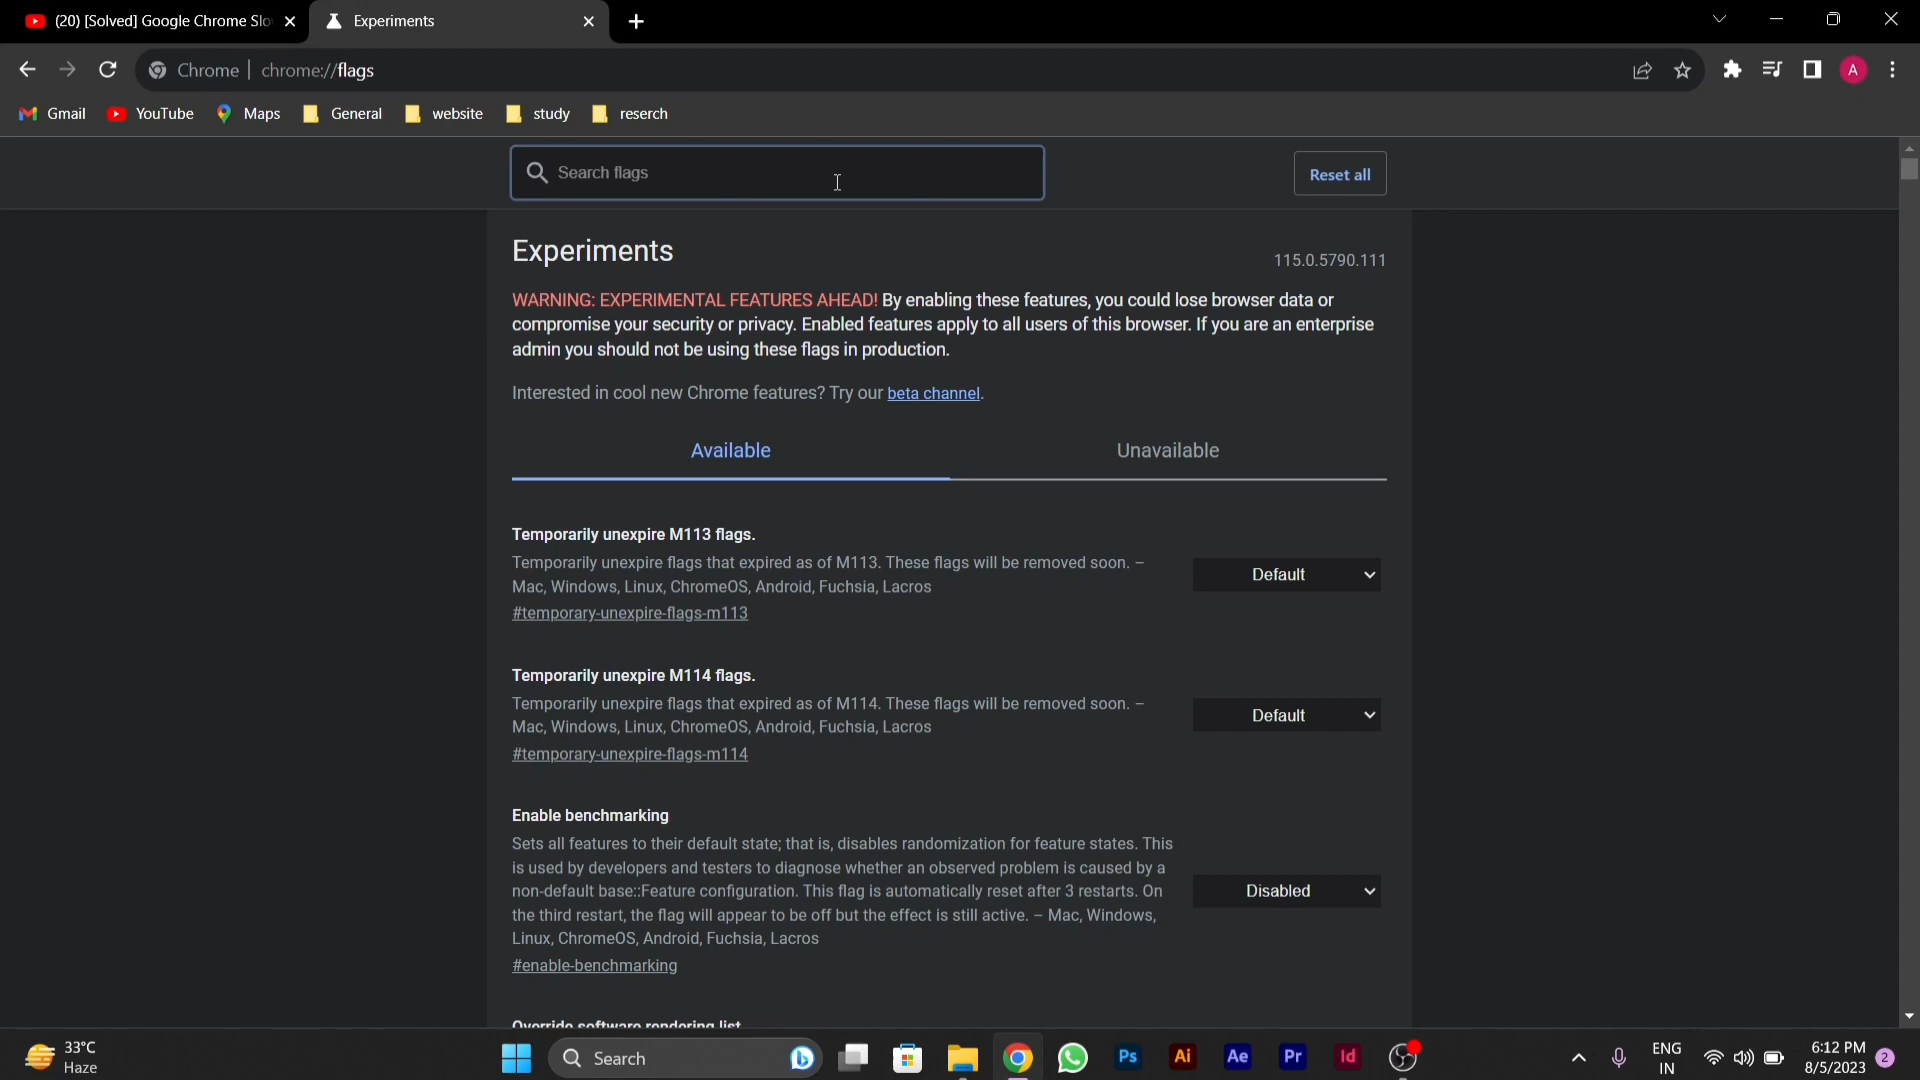 (20) [Solved] Google Chrome Slo
Experiments
Chrome
chrome://flags
A
Gmail
YouTube
Maps
General
website
study
reserch
Search flags
Reset all
Experiments
115.0.5790.111
WARNING: EXPERIMENTAL FEATURES AHEAD! By enabling these features, you could lose browser data or
compromise your security or privacy. Enabled features apply to all users of this browser. If you are an enterprise
admin you should not be using these flags in production.
Interested in cool new Chrome features? Try our beta channel.
Available
Unavailable
Temporarily unexpire M113 flags.
Temporarily unexpire flags that expired as of M113. These flags will be removed soon. –
Mac, Windows, Linux, ChromeOS, Android, Fuchsia, Lacros
#temporary-unexpire-flags-m113
Default
Temporarily unexpire M114 flags.
Temporarily unexpire flags that expired as of M114. These flags will be removed soon. –
Mac, Windows, Linux, ChromeOS, Android, Fuchsia, Lacros
#temporary-unexpire-flags-m114
Default
Enable benchmarking
Sets all features to their default state; that is, disables randomization for feature states. This
is used by developers and testers to diagnose whether an observed problem is caused by a
non-default base::Feature configuration. This flag is automatically reset after 3 restarts. On
the third restart, the flag will appear to be off but the effect is still active. – Mac, Windows,
Linux, ChromeOS, Android, Fuchsia, Lacros
#enable-benchmarking
Disabled
Override software rendering list
33°C
Haze
Search
Ps
Ai
Ae
Pr
Id
ENG
IN
6:12 PM
8/5/2023
2